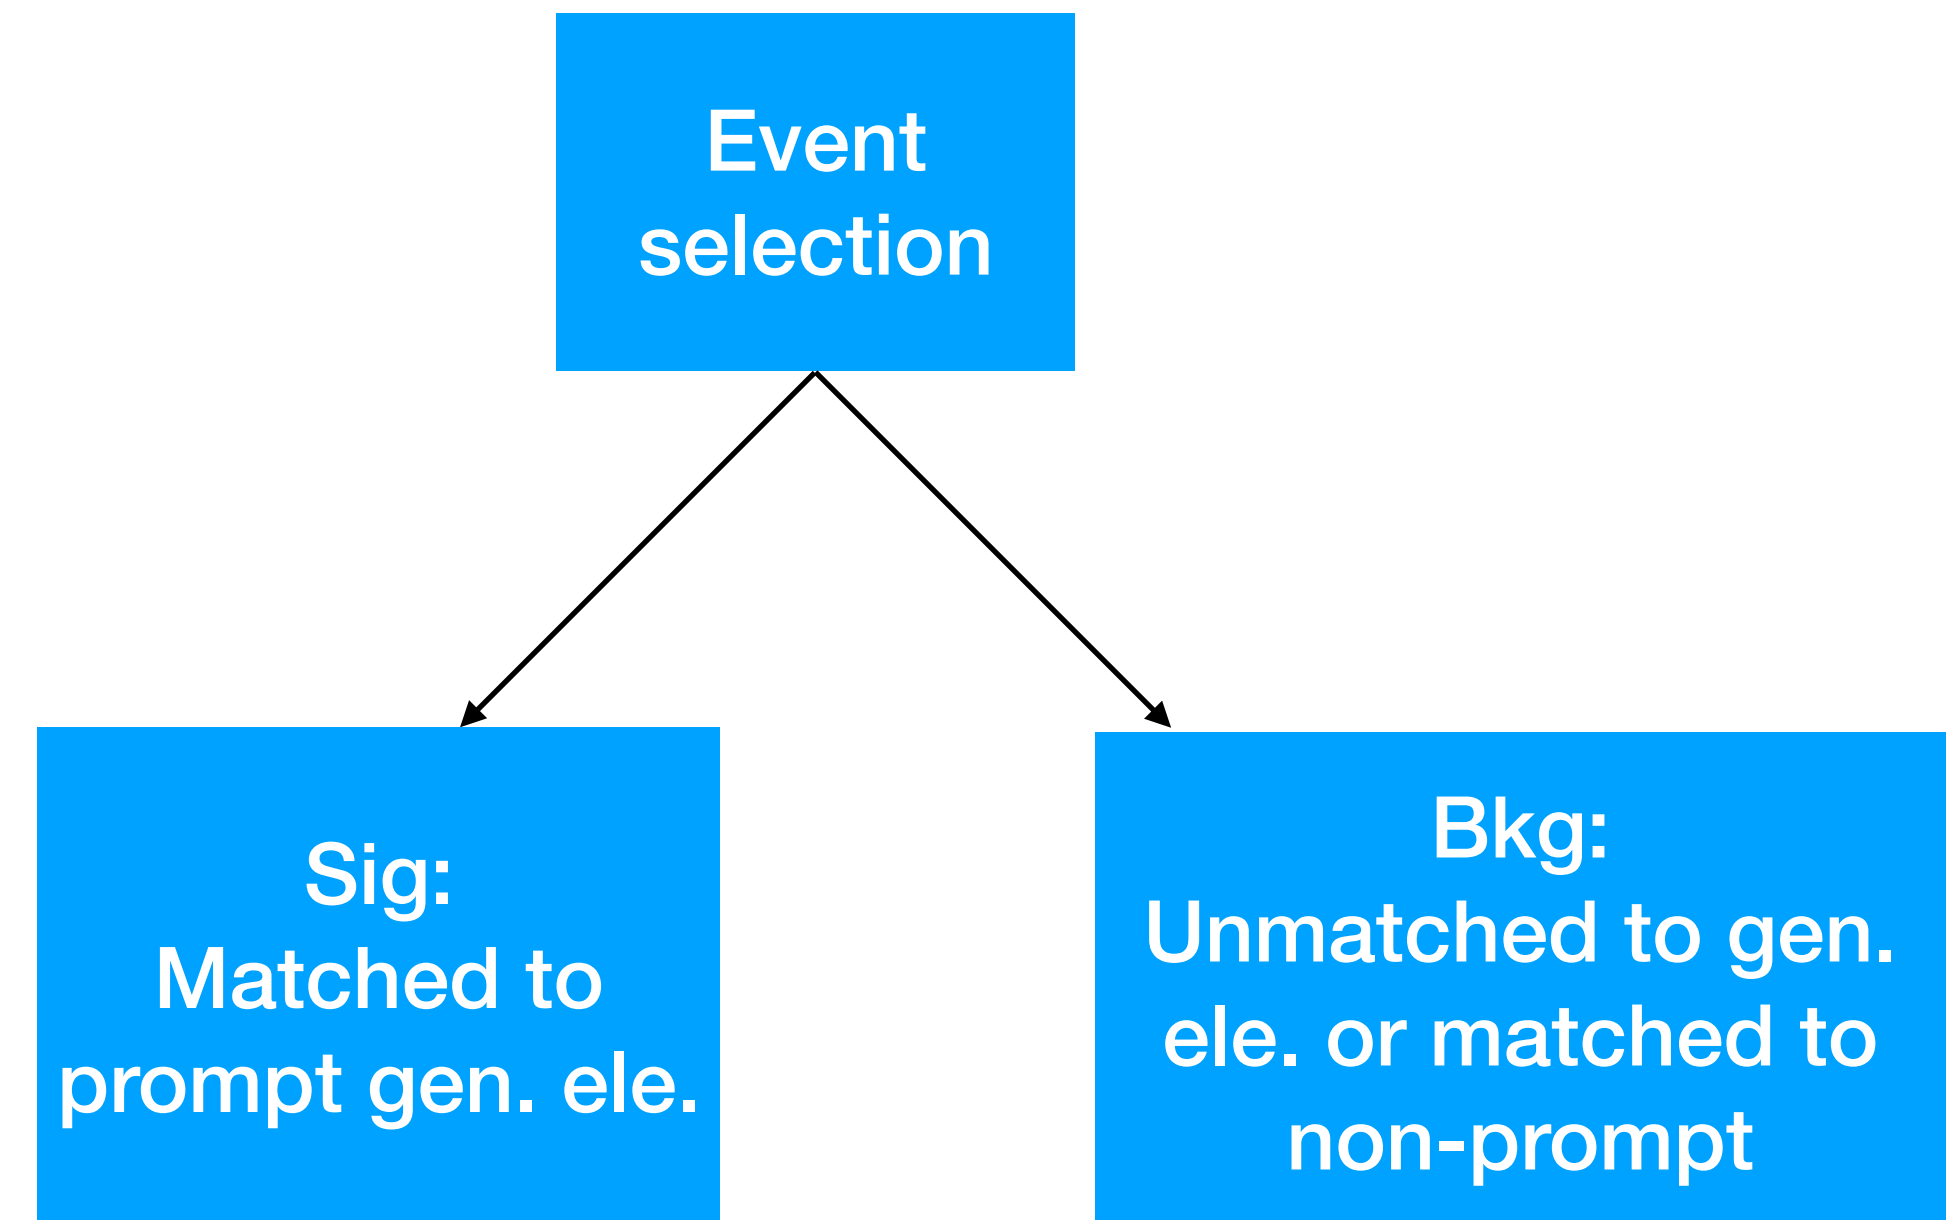 Event
selection
Sig:
Matched to
prompt gen. ele.
Bkg:
Unmatched to gen.
ele. or matched to
non-prompt